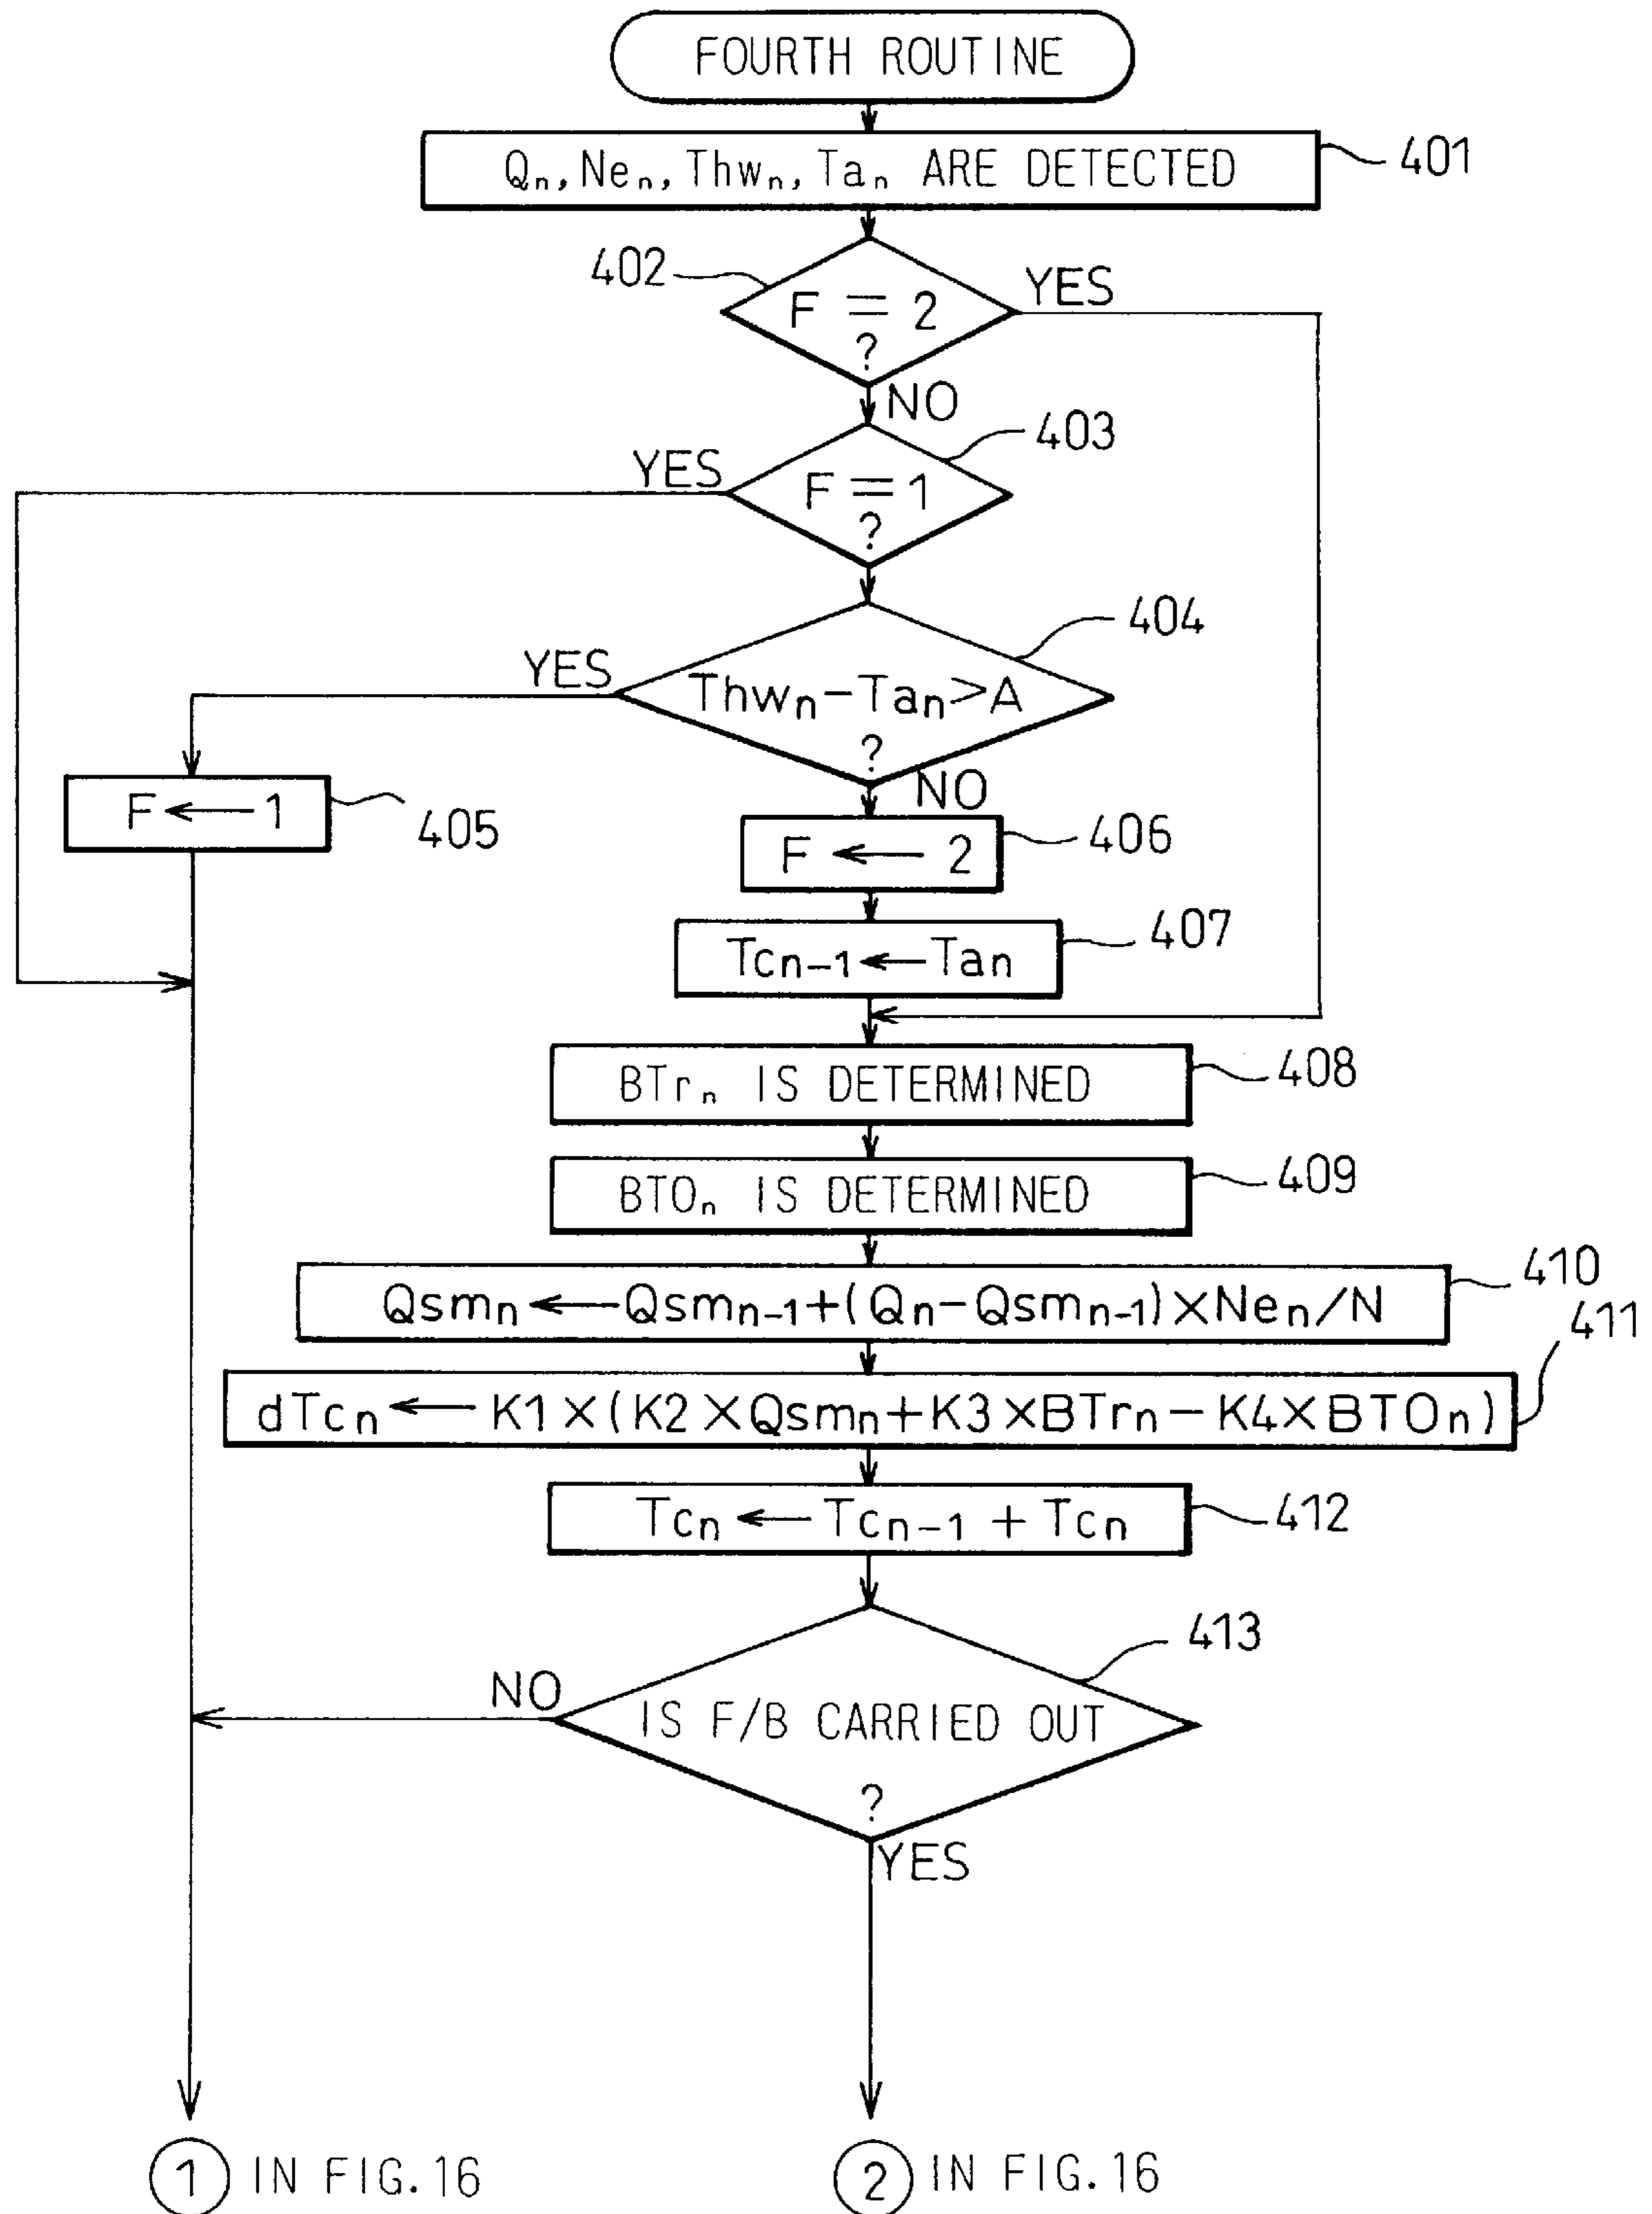 FOURTH ROUTINE
Qn, Nen, Thwn, Tan ARE DETECTED
401
402
F = 2
?
YES
NO
403
YES
F = 1
?
404
YES
Thwn−Tan>A
?
NO
F ← 1
405
F ← 2
406
Tcn−1 ← Tan
407
BTrn IS DETERMINED
408
BTOn IS DETERMINED
409
Qsmn ← Qsmn−1+(Qn−Qsmn−1)×Nen/N
410
dTcn ← K1×(K2×Qsmn+K3×BTrn−K4×BTOn)
411
Tcn ← Tcn−1 + Tcn
412
413
NO
IS F/B CARRIED OUT
?
YES
1 IN FIG.16
2 IN FIG.16